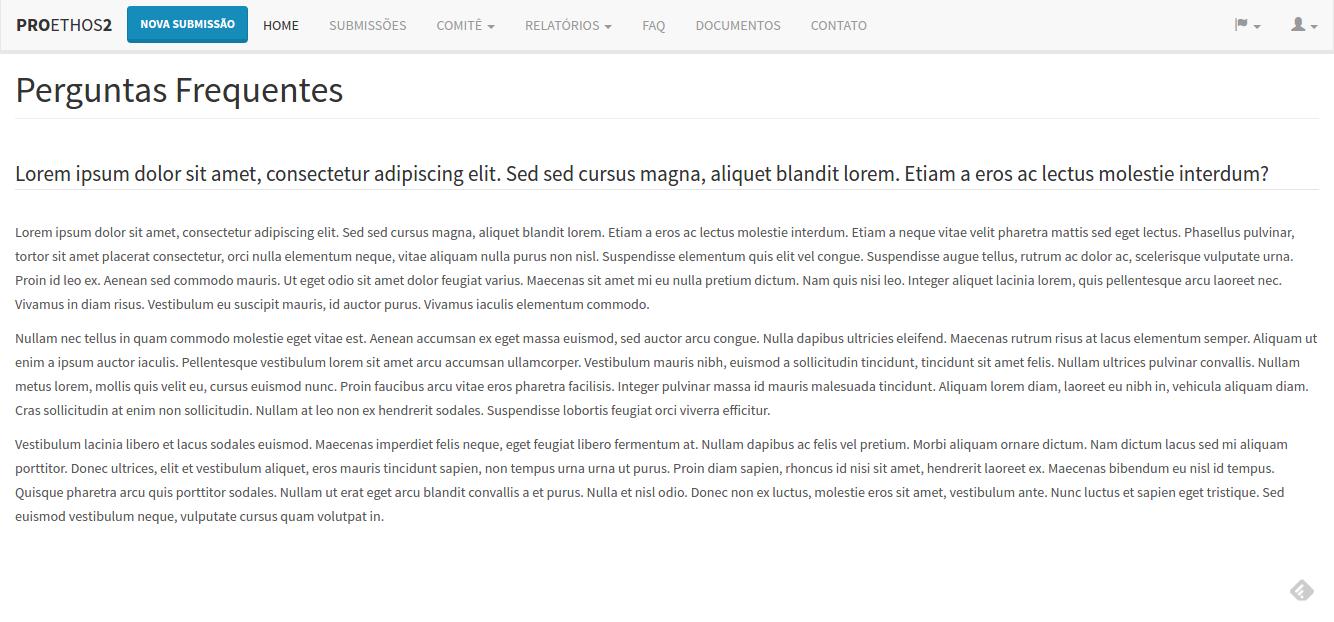 PROETHOS2 NOVA SUBMISSÃO HOME SUBMISSÕES COMITÊ RELATÓRIOS FAQ DOCUMENTOS CONTATO
Perguntas Frequentes
Lorem ipsum dolor sit amet, consectetur adipiscing elit. Sed sed cursus magna, aliquet blandit lorem. Etiam a eros ac lectus molestie interdum?
Lorem ipsum dolor sit amet, consectetur adipiscing elit. Sed sed cursus magna, aliquet blandit lorem. Etiam a eros ac lectus molestie interdum. Etiam a neque vitae velit pharetra mattis sed eget lectus. Phasellus pulvinar,
tortor sit amet placerat consectetur, orci nulla elementum neque, vitae aliquam nulla purus non nisl. Suspendisse elementum quis elit vel congue. Suspendisse augue tellus, rutrum ac dolor ac, scelerisque vulputate urna.
Proin id leo ex. Aenean sed commodo mauris. Ut eget odio sit amet dolor feugiat varius. Maecenas sit amet mi eu nulla pretium dictum. Nam quis nisi leo. Integer aliquet lacinia lorem, quis pellentesque arcu laoreet nec.
Vivamus in diam risus. Vestibulum eu suscipit mauris, id auctor purus. Vivamus iaculis elementum commodo.
Nullam nec tellus in quam commodo molestie eget vitae est. Aenean accumsan ex eget massa euismod, sed auctor arcu congue. Nulla dapibus ultricies eleifend. Maecenas rutrum risus at lacus elementum semper. Aliquam ut
enim a ipsum auctor iaculis. Pellentesque vestibulum lorem sit amet arcu accumsan ullamcorper. Vestibulum mauris nibh, euismod a sollicitudin tincidunt, tincidunt sit amet felis. Nullam ultrices pulvinar convallis. Nullam
metus lorem, mollis quis velit eu, cursus euismod nunc. Proin faucibus arcu vitae eros pharetra facilisis. Integer pulvinar massa id mauris malesuada tincidunt. Aliquam lorem diam, laoreet eu nibh in, vehicula aliquam diam.
Cras sollicitudin at enim non sollicitudin. Nullam at leo non ex hendrerit sodales. Suspendisse lobortis feugiat orci viverra efficitur.
Vestibulum lacinia libero et lacus sodales euismod. Maecenas imperdiet felis neque, eget feugiat libero fermentum at. Nullam dapibus ac felis vel pretium. Morbi aliquam ornare dictum. Nam dictum lacus sed mi aliquam
porttitor. Donec ultrices, elit et vestibulum aliquet, eros mauris tincidunt sapien, non tempus urna urna ut purus. Proin diam sapien, rhoncus id nisi sit amet, hendrerit laoreet ex. Maecenas bibendum eu nisl id tempus.
Quisque pharetra arcu quis porttitor sodales. Nullam ut erat eget arcu blandit convallis a et purus. Nulla et nisl odio. Donec non ex luctus, molestie eros sit amet, vestibulum ante. Nunc luctus et sapien eget tristique. Sed
euismod vestibulum neque, vulputate cursus quam volutpat in.